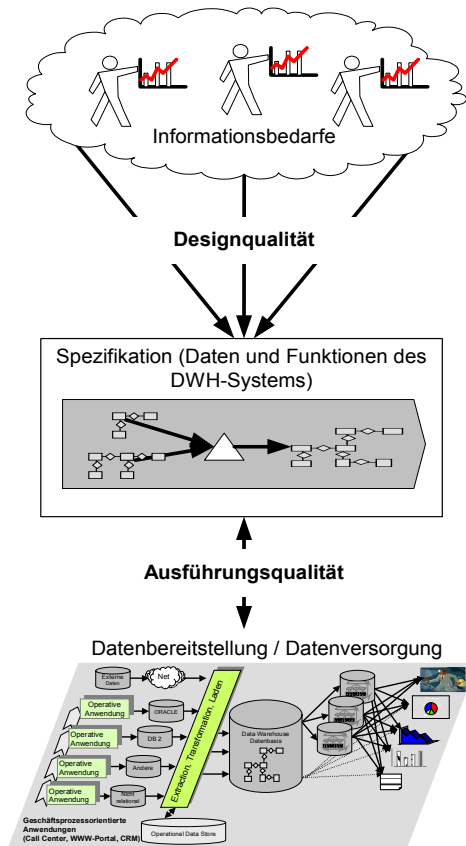 Informationsbedarfe
Designqualität
Spezifikation (Daten und Funktionen des
DWH-Systems)
Ausführungsqualität
Datenbereitstellung / Datenversorgung
Externe
Daten
Net
Operative
Anwendung
ORACLE
Operative
Anwendung
DB 2
Operative
Anwendung
Andere
Operative
Anwendung
Nicht
relational
Extraction, Transformation, Laden
Data Warehouse
Datenbasis
Geschäftsprozessorientierte
Anwendungen
(Call Center, WWW-Portal, CRM)
Operational Data Store